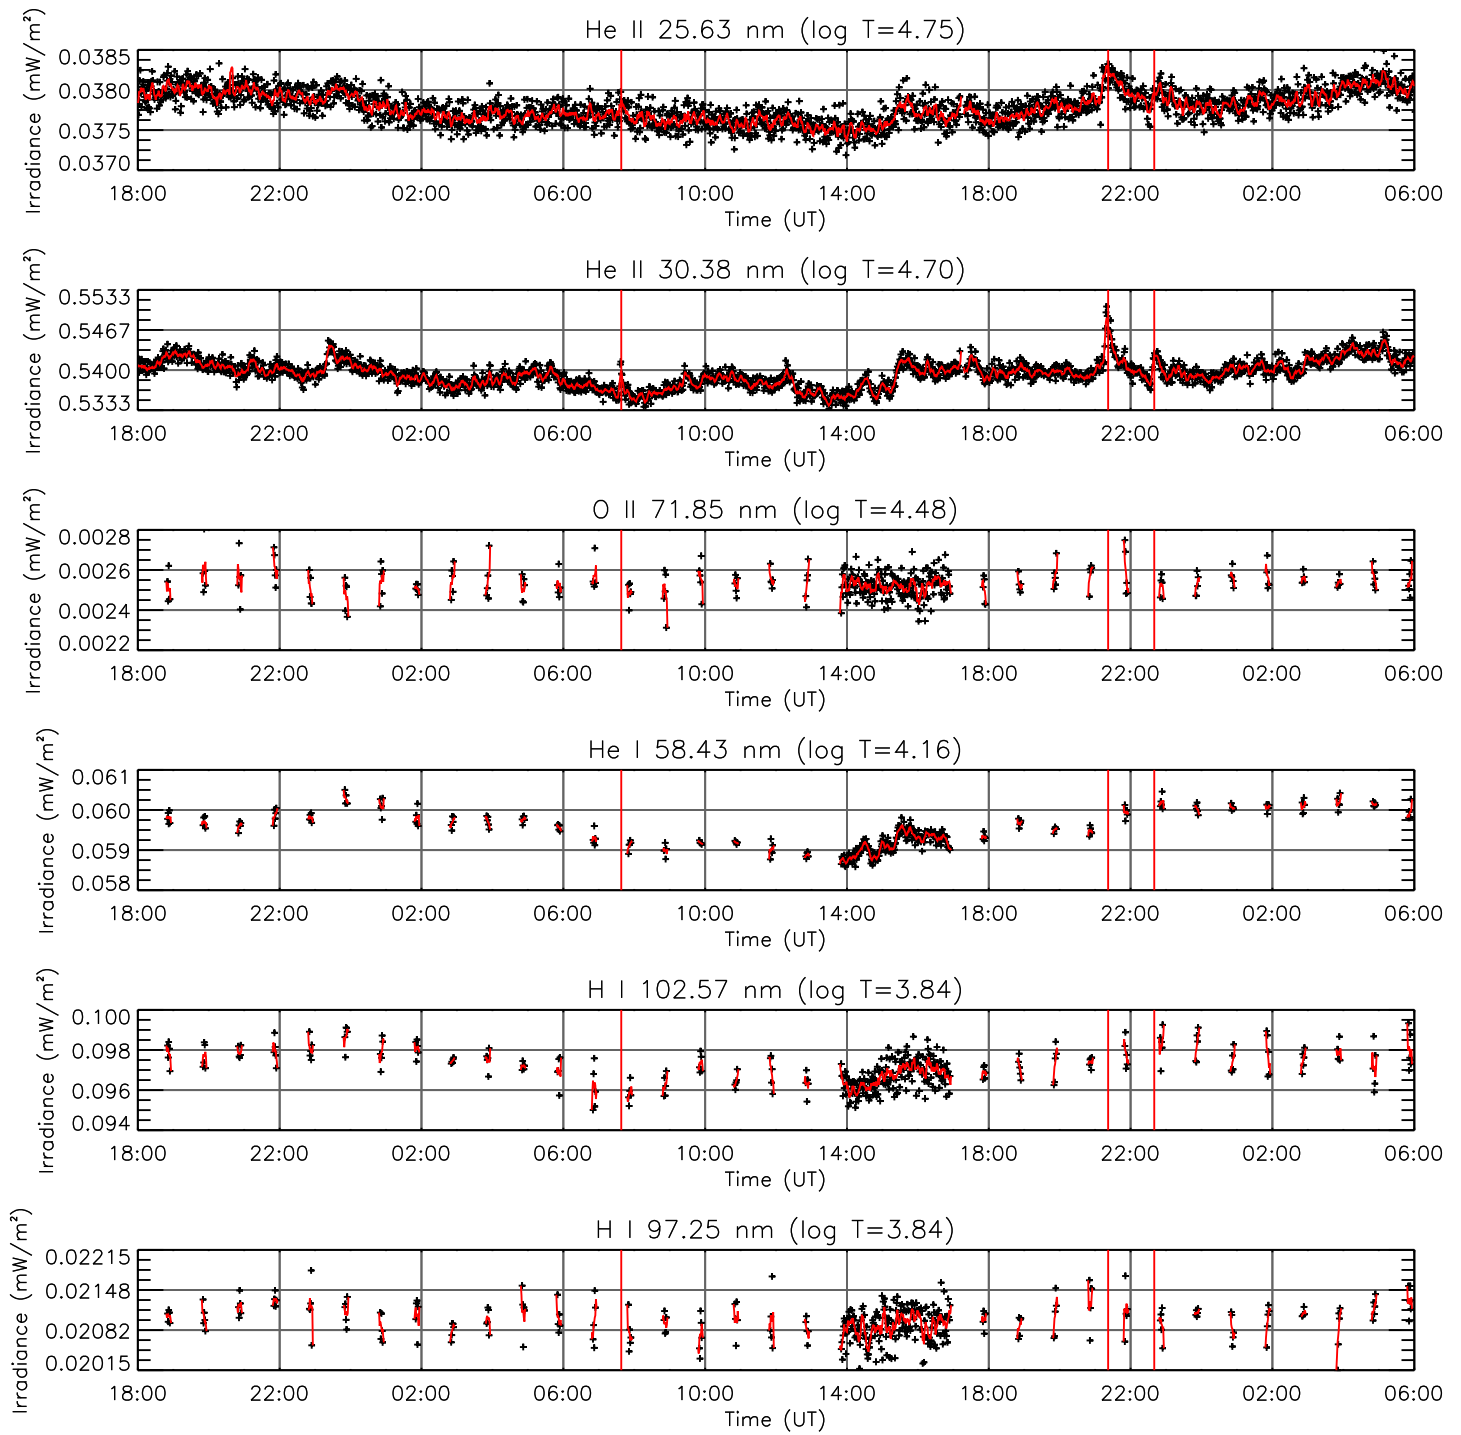 He II 25.63 nm (log T=4.75)
Irradiance (mW/m²)
0.0385
0.0380
0.0375
0.0370
18:00 22:00 02:00 06:00 10:00 14:00 18:00 22:00 02:00 06:00
Time (UT)
He II 30.38 nm (log T=4.70)
Irradiance (mW/m²)
0.5533
0.5467
0.5400
0.5333
18:00 22:00 02:00 06:00 10:00 14:00 18:00 22:00 02:00 06:00
Time (UT)
O II 71.85 nm (log T=4.48)
Irradiance (mW/m²)
0.0028
0.0026
0.0024
0.0022
18:00 22:00 02:00 06:00 10:00 14:00 18:00 22:00 02:00 06:00
Time (UT)
He I 58.43 nm (log T=4.16)
Irradiance (mW/m²)
0.061
0.060
0.059
0.058
18:00 22:00 02:00 06:00 10:00 14:00 18:00 22:00 02:00 06:00
Time (UT)
H I 102.57 nm (log T=3.84)
Irradiance (mW/m²)
0.100
0.098
0.096
0.094
18:00 22:00 02:00 06:00 10:00 14:00 18:00 22:00 02:00 06:00
Time (UT)
H I 97.25 nm (log T=3.84)
Irradiance (mW/m²)
0.02215
0.02148
0.02082
0.02015
18:00 22:00 02:00 06:00 10:00 14:00 18:00 22:00 02:00 06:00
Time (UT)